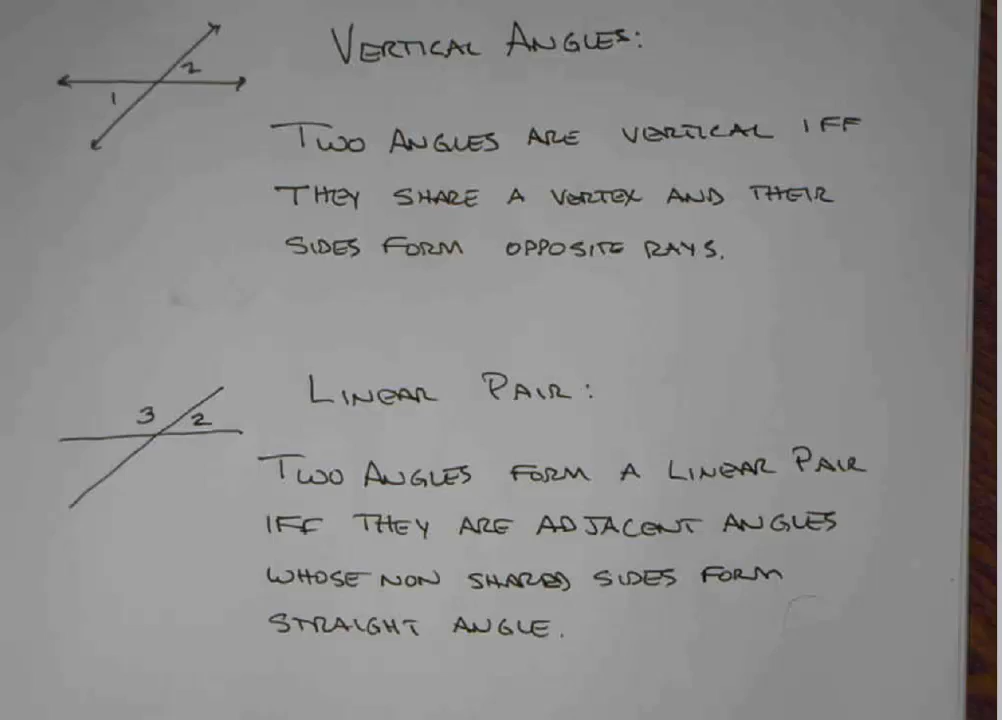 VERTICAL ANGLES:
2
1
TWO ANGLES ARE VERTICAL IFF
THEY SHARE A VERTEX AND THEIR
SIDES FORM OPPOSITE RAYS.
LINEAR PAIR:
3 2
TWO ANGLES FORM A LINEAR PAIR
IFF THEY ARE ADJACENT ANGLES
WHOSE NON SHARED SIDES FORM
STRAIGHT ANGLE.